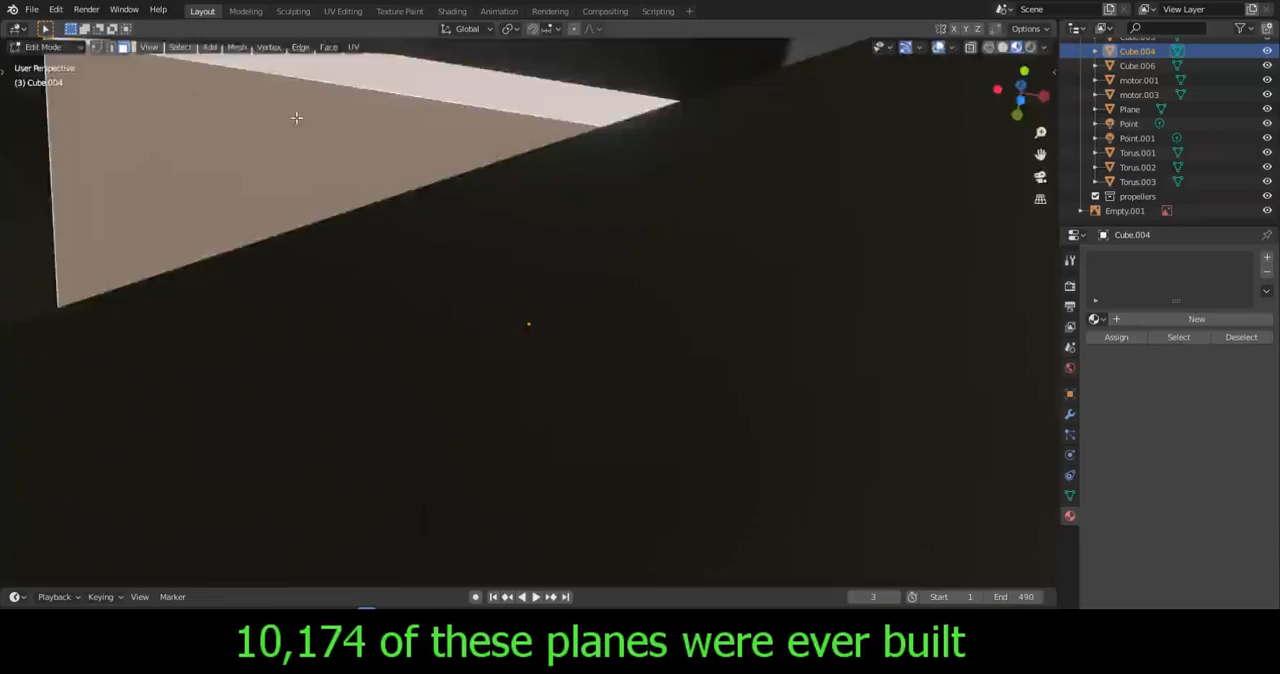 File Edit Render Window Help Layout Modeling Sculpting UV Editing Texture Paint Shading Animation Rendering Compositing Scripting + Scene View Layer
Global Options
Edit Mode View Select Add Mesh Vertex Edge Face UV
User Perspective
(3) Cube.004
Cube.004
Cube.006
motor.001
motor.003
Plane
Point
Point.001
Torus.001
Torus.002
Torus.003
propellers
Empty.001
Cube.004
New
Assign Select Deselect
Playback Keying View Marker 3 Start 1 End 490
10,174 of these planes were ever built